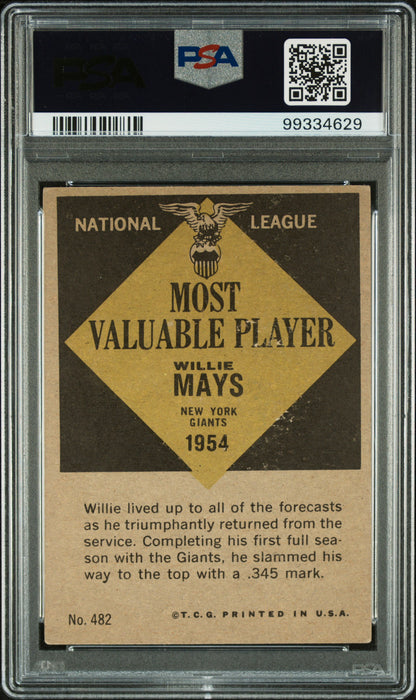 PSA
PSA
99334629
NATIONAL LEAGUE
MOST
VALUABLE PLAYER
WILLIE
MAYS
NEW YORK
GIANTS
1954
Willie lived up to all of the forecasts
as he triumphantly returned from the
service. Completing his first full sea-
son with the Giants, he slammed his
way to the top with a .345 mark.
No. 482
©T.C.G. PRINTED IN U.S.A.
PSA